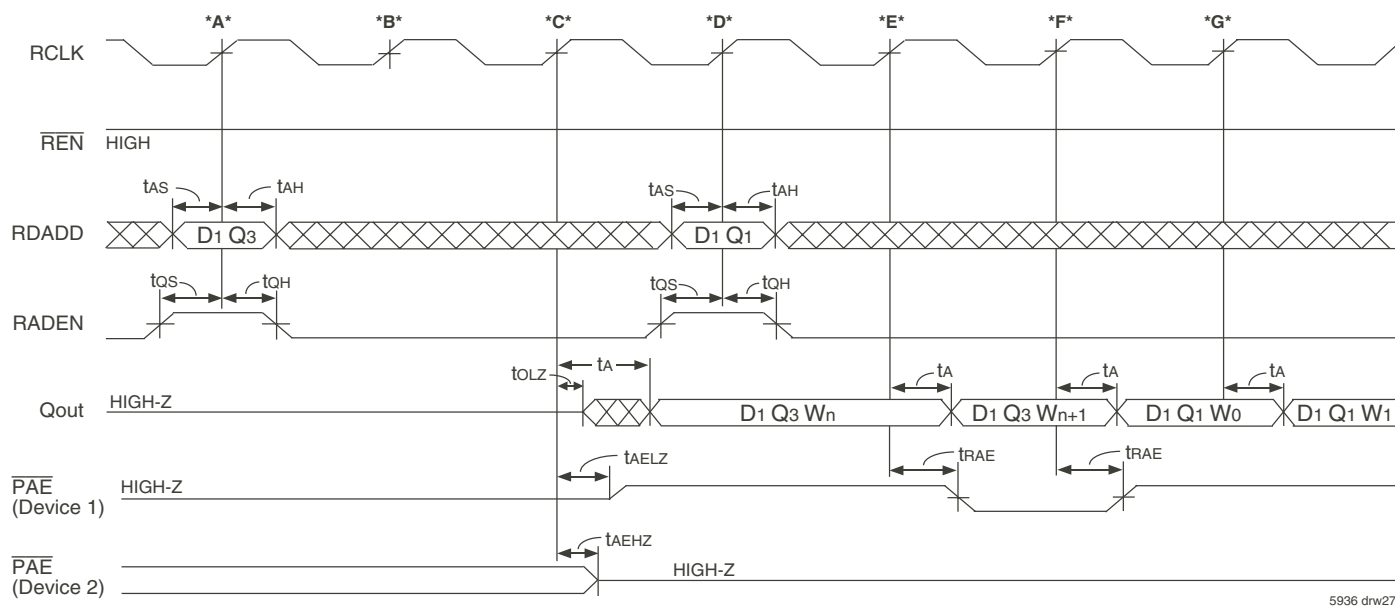 *A* *B* *C* *D* *E* *F* *G*
RCLK
REN HIGH
tAS tAH tAS tAH
RDADD D1 Q3 D1 Q1
tQS tQH tQS tQH
RADEN
tOLZ tA tA tA tA
Qout HIGH-Z D1 Q3 Wn D1 Q3 Wn+1 D1 Q1 W0 D1 Q1 W1
tAELZ tRAE tRAE
PAE HIGH-Z
(Device 1)
tAEHZ
PAE HIGH-Z
(Device 2)
5936 drw27